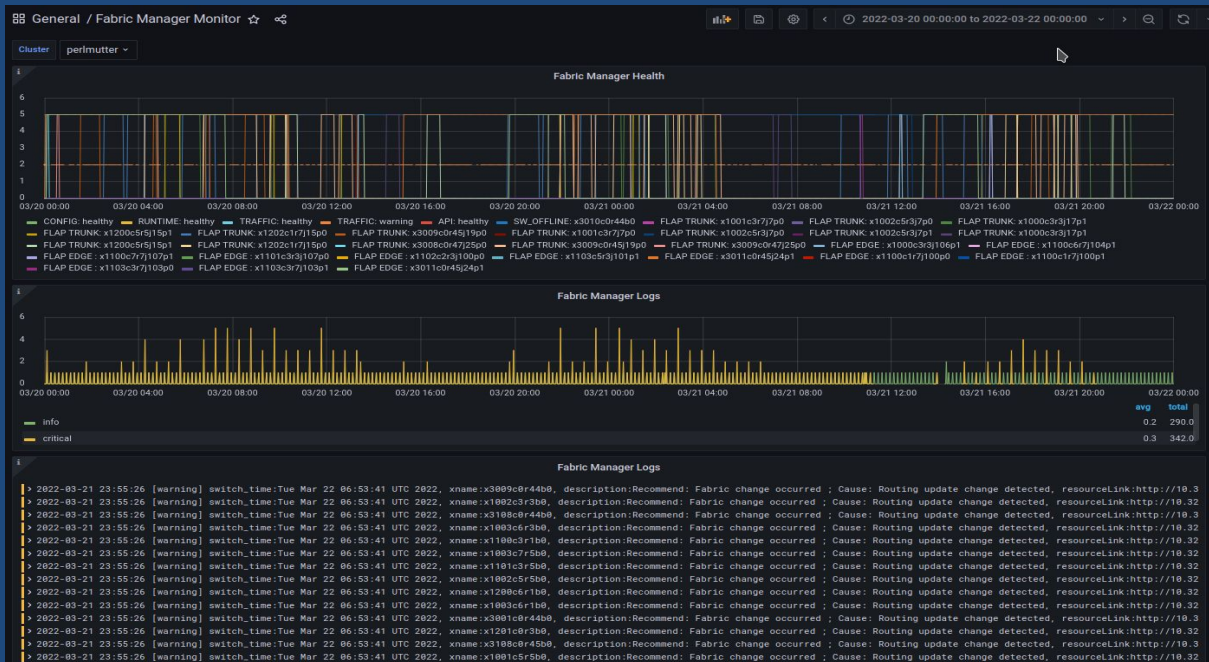 General / Fabric Manager Monitor
2022-03-20 00:00:00 to 2022-03-22 00:00:00
Cluster perlmutter
Fabric Manager Health
6
5
4
3
2
1
0
03/20 00:00 03/20 04:00 03/20 08:00 03/20 12:00 03/20 16:00 03/20 20:00 03/21 00:00 03/21 04:00 03/21 08:00 03/21 12:00 03/21 16:00 03/21 20:00 03/22 00:00
CONFIG: healthy RUNTIME: healthy TRAFFIC: healthy TRAFFIC: warning API: healthy SW_OFFLINE: x3010c0r44b0 FLAP TRUNK: x1001c3r7j7p0 FLAP TRUNK: x1002c5r3j7p0 FLAP TRUNK: x1000c3r3j17p1
FLAP TRUNK: x1200c5r5j15p1 FLAP TRUNK: x1202c1r7j15p0 FLAP TRUNK: x3009c0r45j19p0 FLAP TRUNK: x1001c3r7j7p0 FLAP TRUNK: x1002c5r3j7p0 FLAP TRUNK: x1000c3r3j17p1
FLAP TRUNK: x1200c5r5j15p1 FLAP TRUNK: x1202c1r7j15p0 FLAP TRUNK: x3008c0r47j25p0 FLAP TRUNK: x3009c0r45j19p0 FLAP TRUNK: x3009c0r47j25p0 FLAP EDGE : x1000c3r3j106p1 FLAP EDGE : x1100c6r7j104p1
FLAP EDGE : x1100c7r7j107p1 FLAP EDGE : x1101c3r3j107p0 FLAP EDGE : x1102c2r3j100p0 FLAP EDGE : x1103c5r3j101p1 FLAP EDGE : x3011c0r45j24p1 FLAP EDGE : x1100c1r7j100p0 FLAP EDGE : x1100c1r7j100p1
FLAP EDGE : x1103c3r7j103p0 FLAP EDGE : x1103c3r7j103p1 FLAP EDGE : x3011c0r45j24p1
Fabric Manager Logs
6
4
2
0
03/20 00:00 03/20 04:00 03/20 08:00 03/20 12:00 03/20 16:00 03/20 20:00 03/21 00:00 03/21 04:00 03/21 08:00 03/21 12:00 03/21 16:00 03/21 20:00 03/22 00:00
avg total
info 0.2 290.0
critical 0.3 342.0
Fabric Manager Logs
> 2022-03-21 23:55:26 [warning] switch_time:Tue Mar 22 06:53:41 UTC 2022, xname:x3009c0r44b0, description:Recommend: Fabric change occurred ; Cause: Routing update change detected, resourceLink:http://10.3
> 2022-03-21 23:55:26 [warning] switch_time:Tue Mar 22 06:53:41 UTC 2022, xname:x1002c3r3b0, description:Recommend: Fabric change occurred ; Cause: Routing update change detected, resourceLink:http://10.32
> 2022-03-21 23:55:26 [warning] switch_time:Tue Mar 22 06:53:41 UTC 2022, xname:x3108c0r44b0, description:Recommend: Fabric change occurred ; Cause: Routing update change detected, resourceLink:http://10.3
> 2022-03-21 23:55:26 [warning] switch_time:Tue Mar 22 06:53:41 UTC 2022, xname:x1003c6r3b0, description:Recommend: Fabric change occurred ; Cause: Routing update change detected, resourceLink:http://10.32
> 2022-03-21 23:55:26 [warning] switch_time:Tue Mar 22 06:53:41 UTC 2022, xname:x1100c3r1b0, description:Recommend: Fabric change occurred ; Cause: Routing update change detected, resourceLink:http://10.32
> 2022-03-21 23:55:26 [warning] switch_time:Tue Mar 22 06:53:41 UTC 2022, xname:x1003c7r5b0, description:Recommend: Fabric change occurred ; Cause: Routing update change detected, resourceLink:http://10.32
> 2022-03-21 23:55:26 [warning] switch_time:Tue Mar 22 06:53:41 UTC 2022, xname:x1101c3r5b0, description:Recommend: Fabric change occurred ; Cause: Routing update change detected, resourceLink:http://10.32
> 2022-03-21 23:55:26 [warning] switch_time:Tue Mar 22 06:53:41 UTC 2022, xname:x1002c5r5b0, description:Recommend: Fabric change occurred ; Cause: Routing update change detected, resourceLink:http://10.32
> 2022-03-21 23:55:26 [warning] switch_time:Tue Mar 22 06:53:41 UTC 2022, xname:x1200c6r1b0, description:Recommend: Fabric change occurred ; Cause: Routing update change detected, resourceLink:http://10.32
> 2022-03-21 23:55:26 [warning] switch_time:Tue Mar 22 06:53:41 UTC 2022, xname:x1003c6r1b0, description:Recommend: Fabric change occurred ; Cause: Routing update change detected, resourceLink:http://10.32
> 2022-03-21 23:55:26 [warning] switch_time:Tue Mar 22 06:53:41 UTC 2022, xname:x3001c0r44b0, description:Recommend: Fabric change occurred ; Cause: Routing update change detected, resourceLink:http://10.3
> 2022-03-21 23:55:26 [warning] switch_time:Tue Mar 22 06:53:41 UTC 2022, xname:x1201c0r3b0, description:Recommend: Fabric change occurred ; Cause: Routing update change detected, resourceLink:http://10.32
> 2022-03-21 23:55:26 [warning] switch_time:Tue Mar 22 06:53:41 UTC 2022, xname:x3108c0r45b0, description:Recommend: Fabric change occurred ; Cause: Routing update change detected, resourceLink:http://10.3
> 2022-03-21 23:55:26 [warning] switch_time:Tue Mar 22 06:53:41 UTC 2022, xname:x1001c5r5b0, description:Recommend: Fabric change occurred ; Cause: Routing update change detected, resourceLink:http://10.32